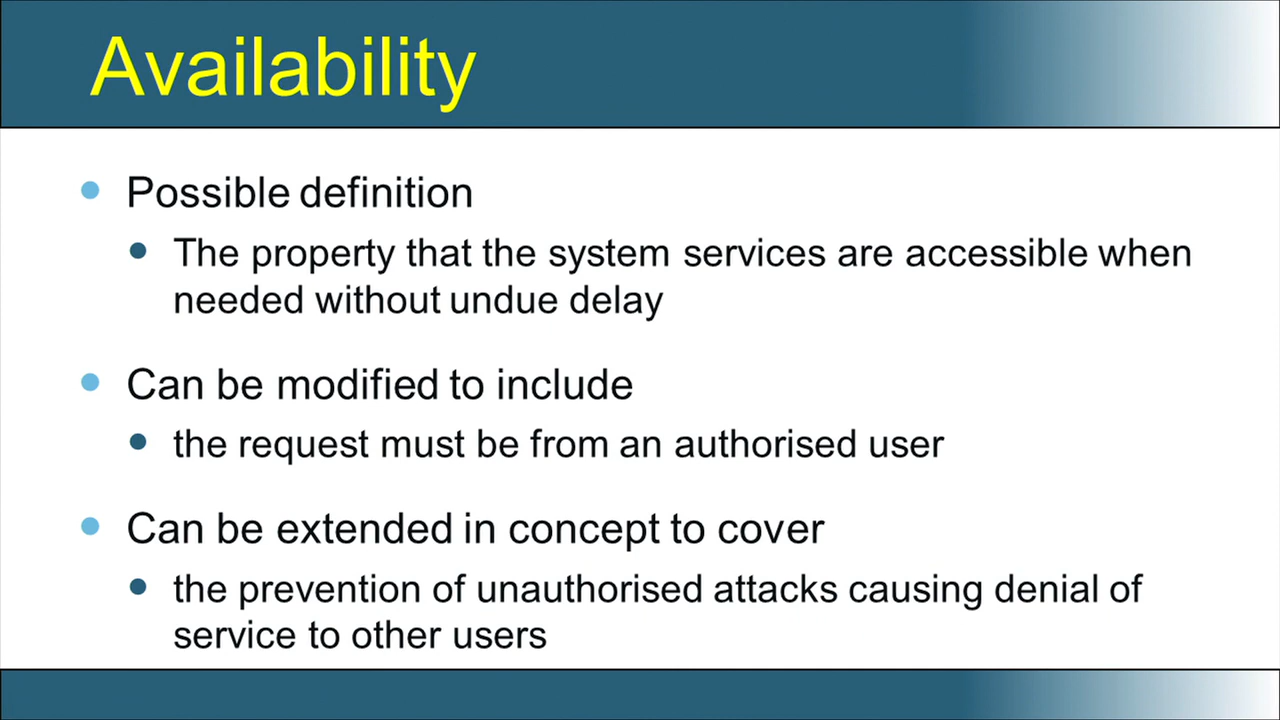 Availability
Possible definition
The property that the system services are accessible when
needed without undue delay
Can be modified to include
the request must be from an authorised user
Can be extended in concept to cover
the prevention of unauthorised attacks causing denial of
service to other users